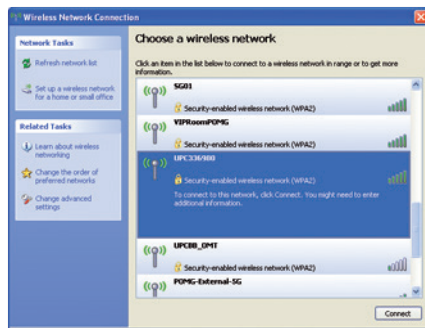 Wireless Network Connection
Network Tasks
Refresh network list
Set up a wireless network
for a home or small office
Related Tasks
Learn about wireless
networking
Change the order of
preferred networks
Change advanced
settings
Choose a wireless network
Click an item in the list below to connect to a wireless network in range or to get more
information.
SG01
Security-enabled wireless network (WPA2)
VIPRoomPOMG
Security-enabled wireless network (WPA2)
Security-enabled wireless network (WPA2)
To connect to this network, click Connect. You might need to enter
additional information.
UPCBB_OMT
Security-enabled wireless network (WPA2)
POMG-External-5G
Connect